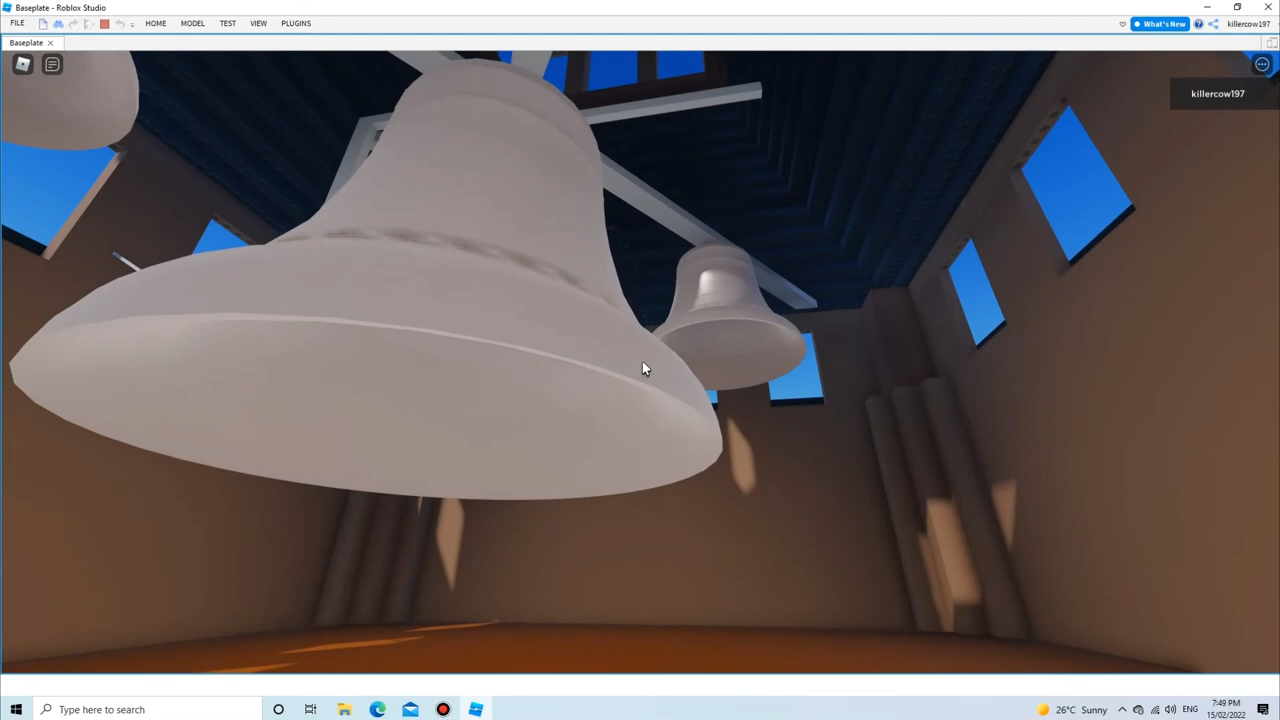 Baseplate - Roblox Studio
FILE HOME MODEL TEST VIEW PLUGINS What's New killercow197
Baseplate
killercow197
Type here to search
26°C Sunny ENG 7:49 PM
15/02/2022